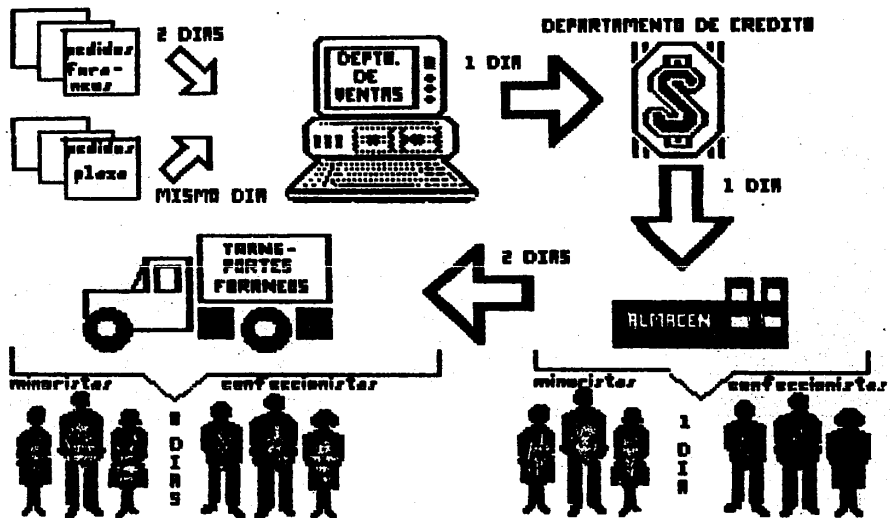 pedidos
fora-
neos
2 DIAS
DEPTO.
DE
VENTAS
1 DIA
DEPARTAMENTO DE CREDITO
pedidos
plaza
MISMO DIA
1 DIA
TRANS-
PORTES
FORANEOS
2 DIAS
ALMACEN
minoristas
confeccionistas
DIAS
minoristas
confeccionistas
1 DIA